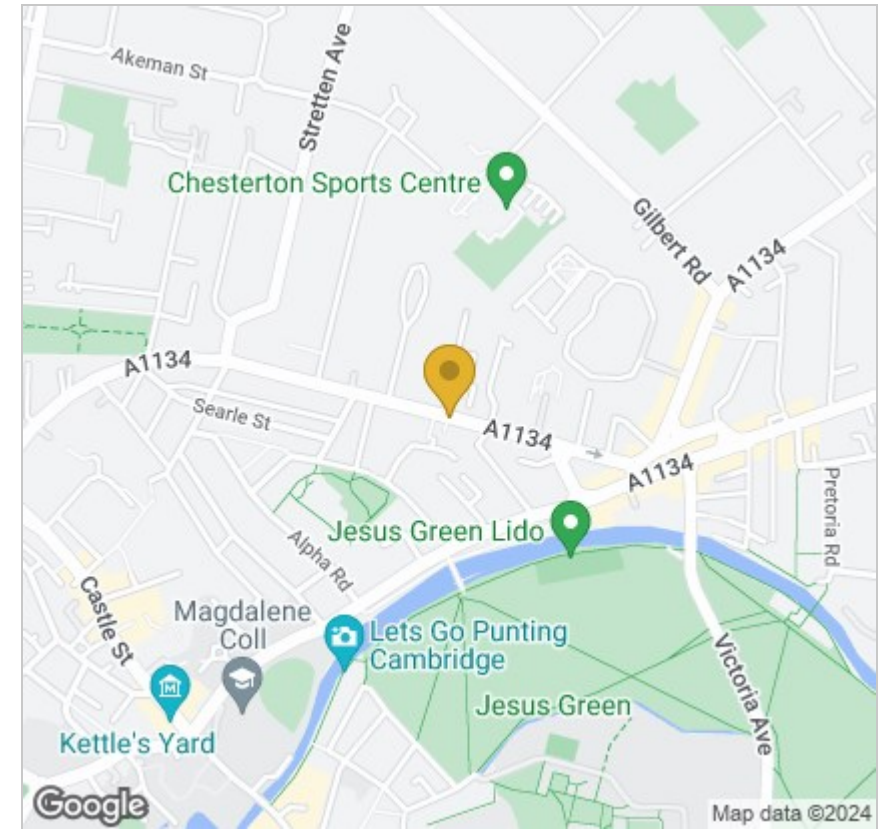 Akeman St
Stretten Ave
Chesterton Sports Centre
Gilbert Rd
A1134
A1134
Searle St
A1134
A1134
Pretoria Rd
Jesus Green Lido
Alpha Rd
Castle St
Magdalene
Coll
Lets Go Punting
Cambridge
Victoria Ave
Jesus Green
Kettle's Yard
Google
Map data ©2024